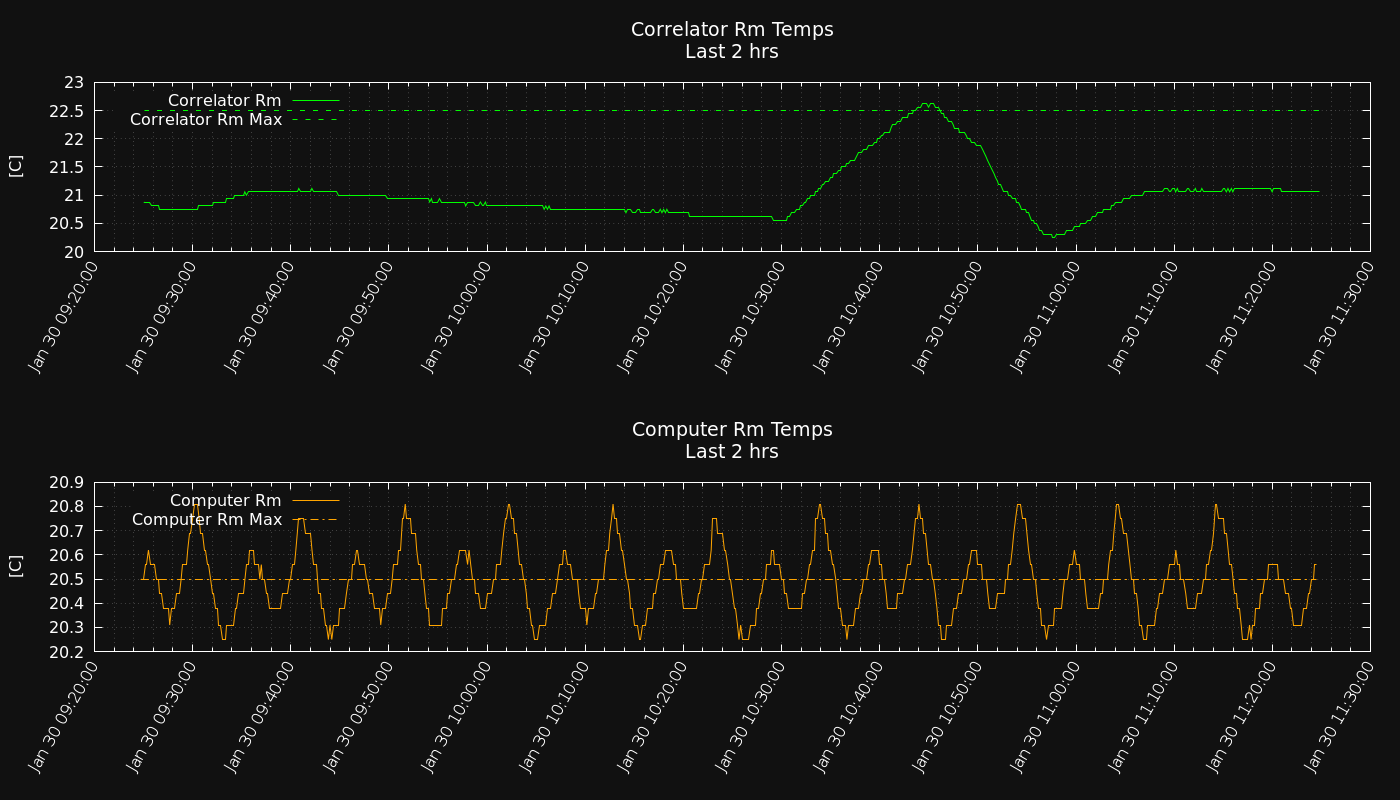 Correlator Rm Temps
Last 2 hrs
[C]
23
22.5
22
21.5
21
20.5
20
Correlator Rm
Correlator Rm Max
Jan 30 09:20:00
Jan 30 09:30:00
Jan 30 09:40:00
Jan 30 09:50:00
Jan 30 10:00:00
Jan 30 10:10:00
Jan 30 10:20:00
Jan 30 10:30:00
Jan 30 10:40:00
Jan 30 10:50:00
Jan 30 11:00:00
Jan 30 11:10:00
Jan 30 11:20:00
Jan 30 11:30:00
Computer Rm Temps
Last 2 hrs
[C]
20.9
20.8
20.7
20.6
20.5
20.4
20.3
20.2
Computer Rm
Computer Rm Max
Jan 30 09:20:00
Jan 30 09:30:00
Jan 30 09:40:00
Jan 30 09:50:00
Jan 30 10:00:00
Jan 30 10:10:00
Jan 30 10:20:00
Jan 30 10:30:00
Jan 30 10:40:00
Jan 30 10:50:00
Jan 30 11:00:00
Jan 30 11:10:00
Jan 30 11:20:00
Jan 30 11:30:00